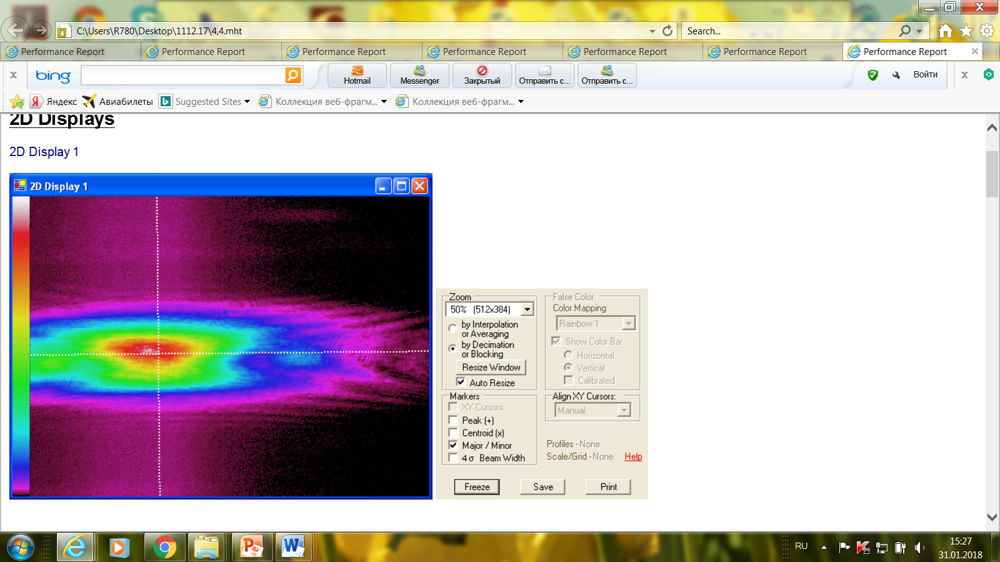 C:\Users\R780\Desktop\1112.17\4,4.mht
Search...
Performance Report
Performance Report
Performance Report
Performance Report
Performance Report
Performance Report
Performance Report
bing
Hotmail
Messenger
Закрытый
Отправить с...
Отправить с...
Войти
Яндекс
Авиабилеты
Suggested Sites
Коллекция веб-фрагм...
Коллекция веб-фрагм...
2D Displays
2D Display 1
2D Display 1
Zoom
50% (512x384)
by Interpolation
or Averaging
by Decimation
or Blocking
Resize Window
Auto Resize
Markers
XY Cursors
Peak (+)
Centroid (x)
Major / Minor
4 σ Beam Width
False Color
Color Mapping
Rainbow 1
Show Color Bar
Horizontal
Vertical
Calibrated
Align XY Cursors:
Manual
Profiles - None
Scale/Grid - None
Help
Freeze
Save
Print
RU
15:27
31.01.2018